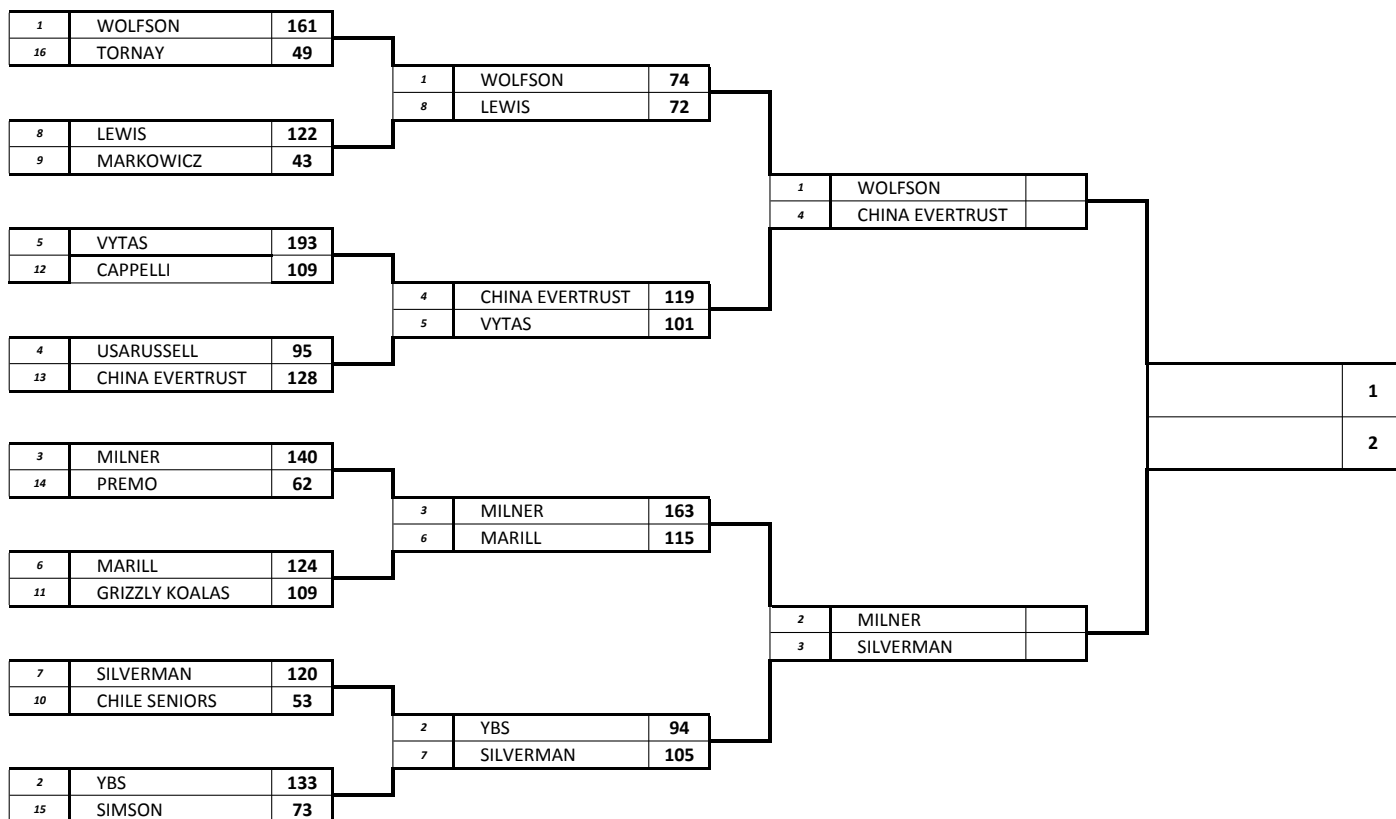 1 WOLFSON 161
16 TORNAY 49
8 LEWIS 122
9 MARKOWICZ 43
5 VYTAS 193
12 CAPPELLI 109
4 USARUSSELL 95
13 CHINA EVERTRUST 128
3 MILNER 140
14 PREMO 62
6 MARILL 124
11 GRIZZLY KOALAS 109
7 SILVERMAN 120
10 CHILE SENIORS 53
2 YBS 133
15 SIMSON 73
1 WOLFSON 74
8 LEWIS 72
4 CHINA EVERTRUST 119
5 VYTAS 101
3 MILNER 163
6 MARILL 115
2 YBS 94
7 SILVERMAN 105
1 WOLFSON
4 CHINA EVERTRUST
2 MILNER
3 SILVERMAN
1
2